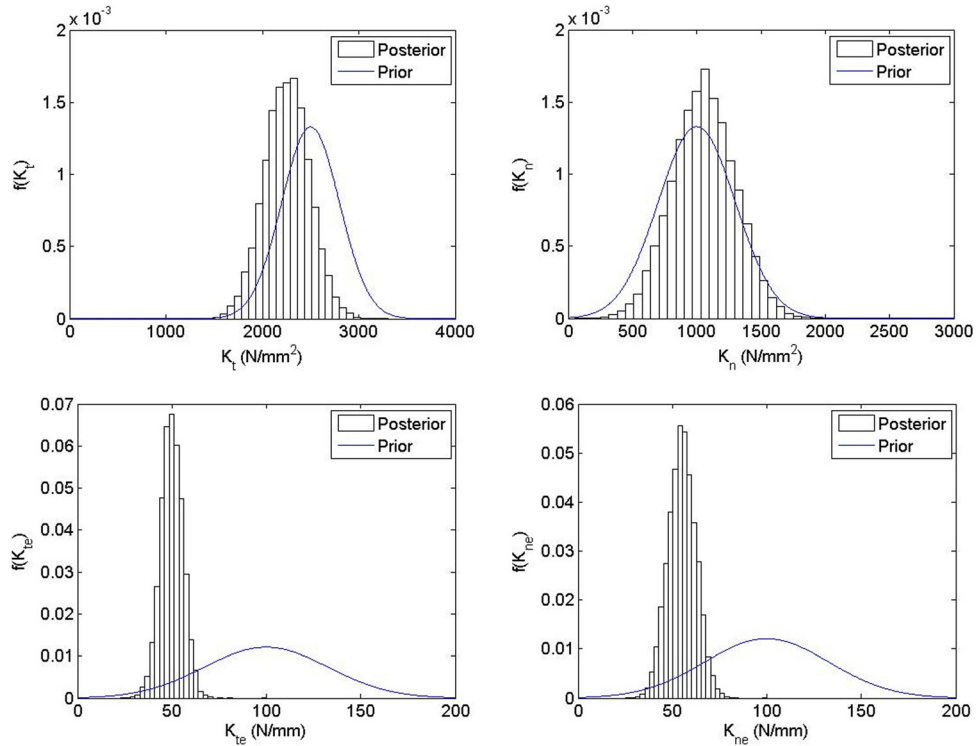 x 10⁻³
2
1.5
1
0.5
0
f(K_t)
0 1000 2000 3000 4000
K_t (N/mm²)
Posterior
Prior
x 10⁻³
2
1.5
1
0.5
0
f(K_n)
0 500 1000 1500 2000 2500 3000
K_n (N/mm²)
Posterior
Prior
0.07
0.06
0.05
0.04
0.03
0.02
0.01
0
f(K_te)
0 50 100 150 200
K_te (N/mm)
Posterior
Prior
0.06
0.05
0.04
0.03
0.02
0.01
0
f(K_ne)
0 50 100 150 200
K_ne (N/mm)
Posterior
Prior